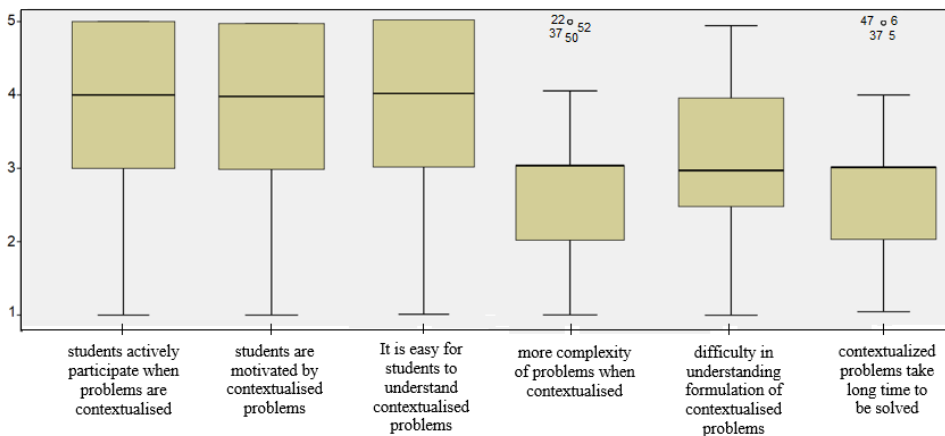 5
4
3
2
1
22 52
37 50
47 6
37 5
students actively
participate when
problems are
contextualised
students are
motivated by
contextualised
problems
It is easy for
students to
understand
contextualised
problems
more complexity
of problems when
contextualised
difficulty in
understanding
formulation of
contextualised
problems
contextualized
problems take
long time to
be solved